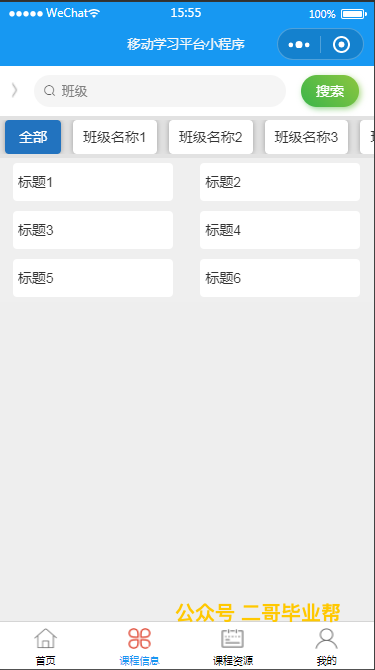 WeChat 15:55 100%
移动学习平台小程序
》 班级 搜索
全部 班级名称1 班级名称2 班级名称3
标题1 标题2
标题3 标题4
标题5 标题6
公众号 二哥毕业帮
首页 课程信息 课程资源 我的